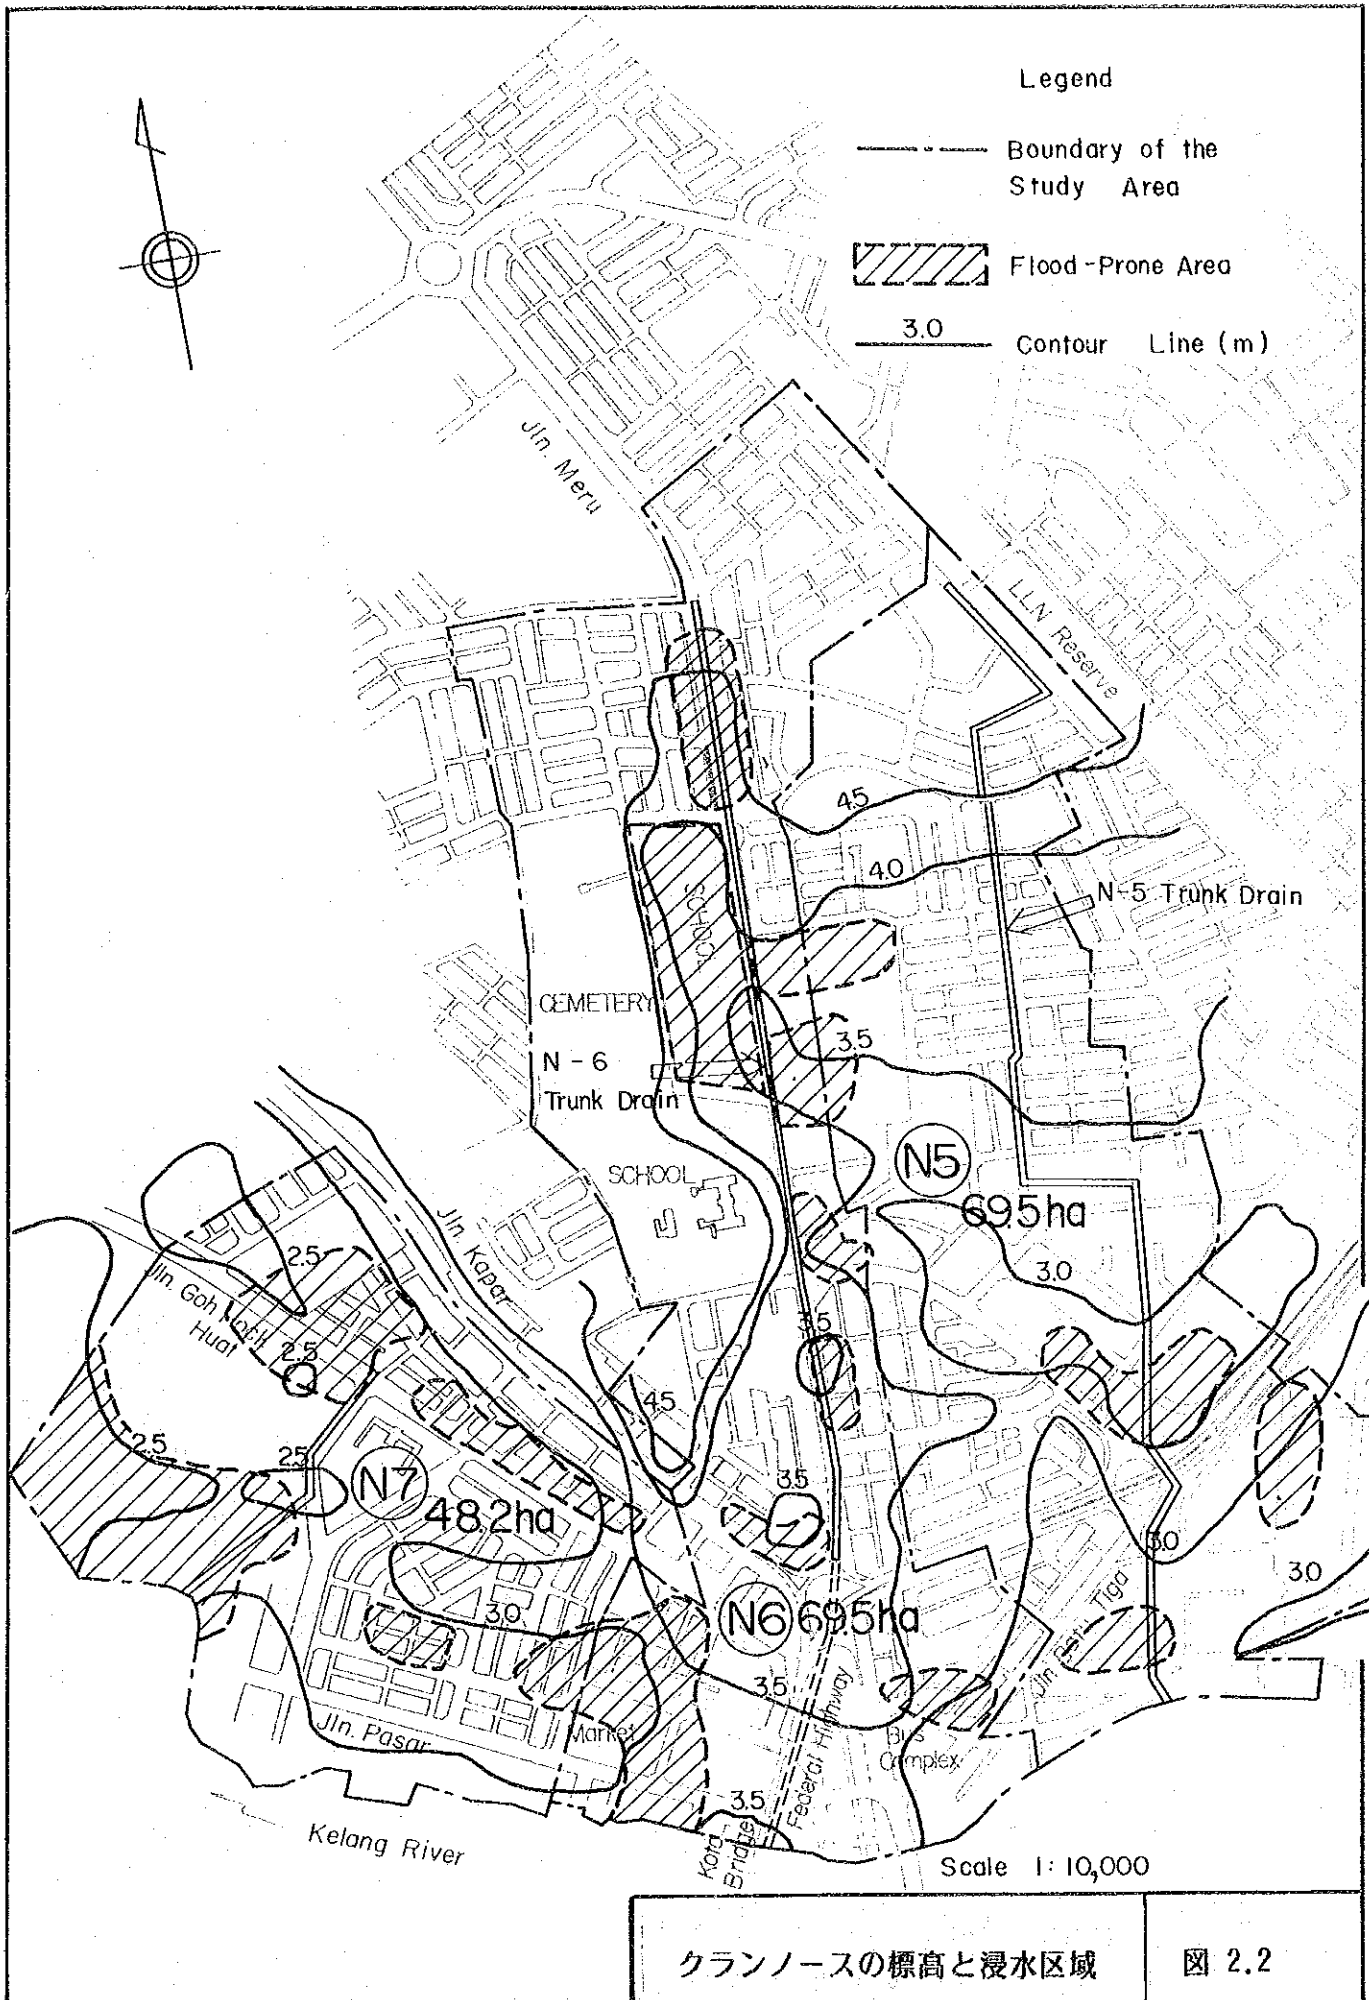 Legend
Boundary of the
Study Area
Flood-Prone Area
3.0
Contour Line (m)
Jln. Meru
LLN Reserve
4.5
4.0
N-5 Trunk Drain
SCHOOL
CEMETERY
3.5
N-6
Trunk Drain
N5
69.5ha
SCHOOL
Jln. Kapar
2.5
3.0
Jln. Goh Hock
Huat
2.5
3.5
4.5
2.5
2.5
N7
48.2ha
3.5
3.0
3.0
3.0
N6 69.5ha
Jln. Tiga
3.5
Jln. Pasar
Market
Federal Highway
Bus
Complex
3.5
Kota
Bridge
Kelang River
Scale 1:10,000
クランノースの標高と浸水区域
図 2.2